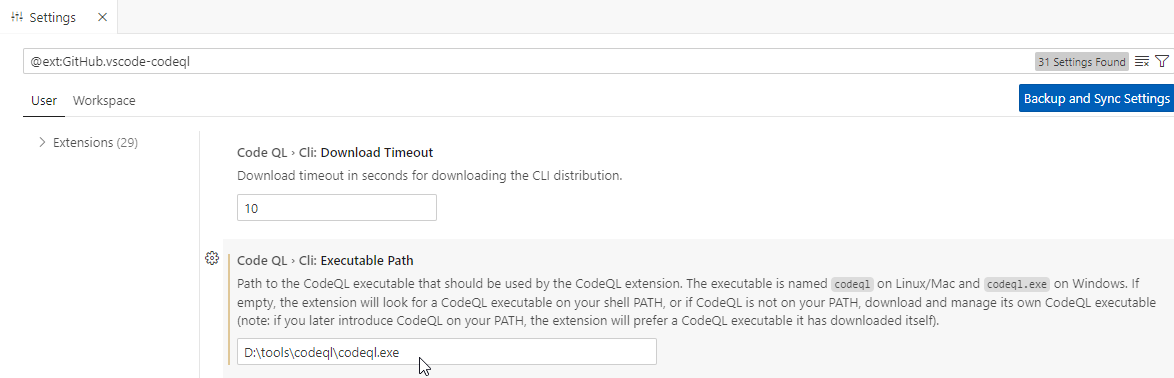 Settings
@ext:GitHub.vscode-codeql
31 Settings Found
User Workspace
Backup and Sync Settings
Extensions (29)
Code QL › Cli: Download Timeout
Download timeout in seconds for downloading the CLI distribution.
10
Code QL › Cli: Executable Path
Path to the CodeQL executable that should be used by the CodeQL extension. The executable is named codeql on Linux/Mac and codeql.exe on Windows. If
empty, the extension will look for a CodeQL executable on your shell PATH, or if CodeQL is not on your PATH, download and manage its own CodeQL executable
(note: if you later introduce CodeQL on your PATH, the extension will prefer a CodeQL executable it has downloaded itself).
D:\tools\codeql\codeql.exe